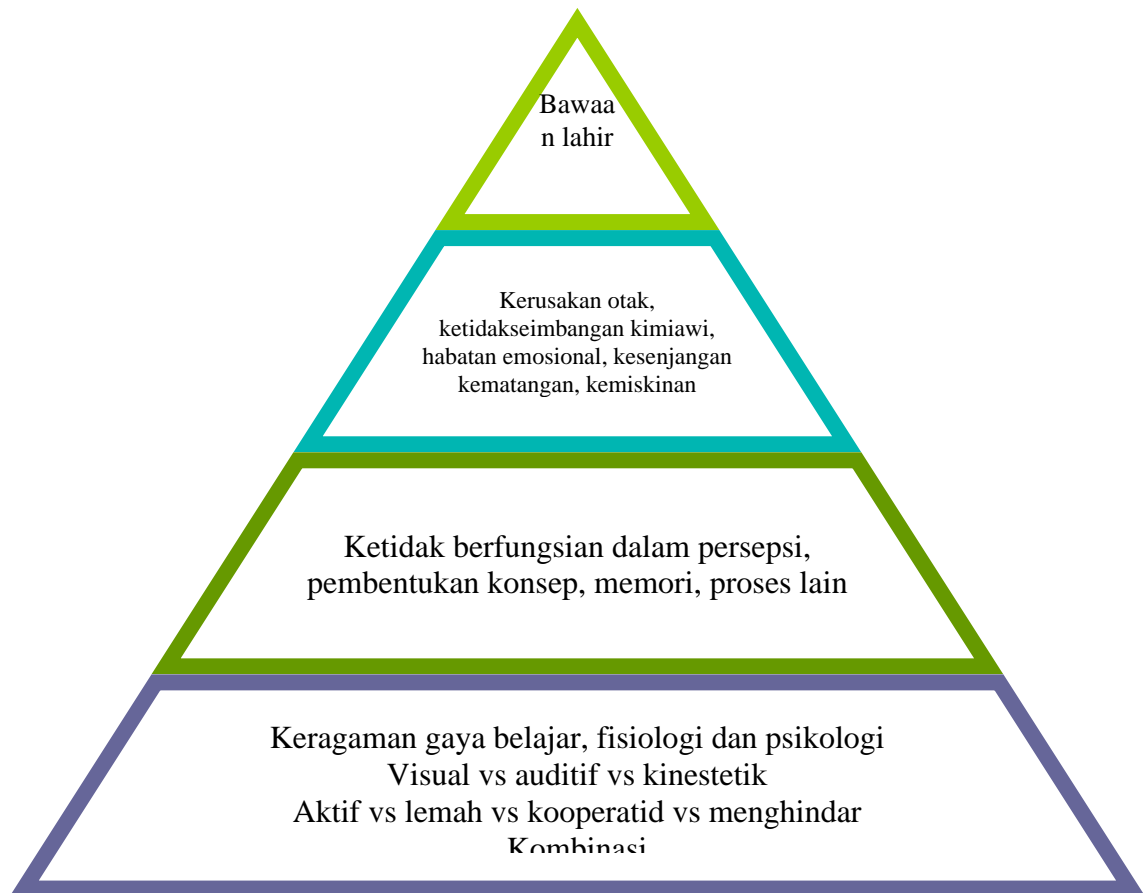 Bawaa
n lahir
Kerusakan otak,
ketidakseimbangan kimiawi,
habatan emosional, kesenjangan
kematangan, kemiskinan
Ketidak berfungsian dalam persepsi,
pembentukan konsep, memori, proses lain
Keragaman gaya belajar, fisiologi dan psikologi
Visual vs auditif vs kinestetik
Aktif vs lemah vs kooperatid vs menghindar
Kombinasi